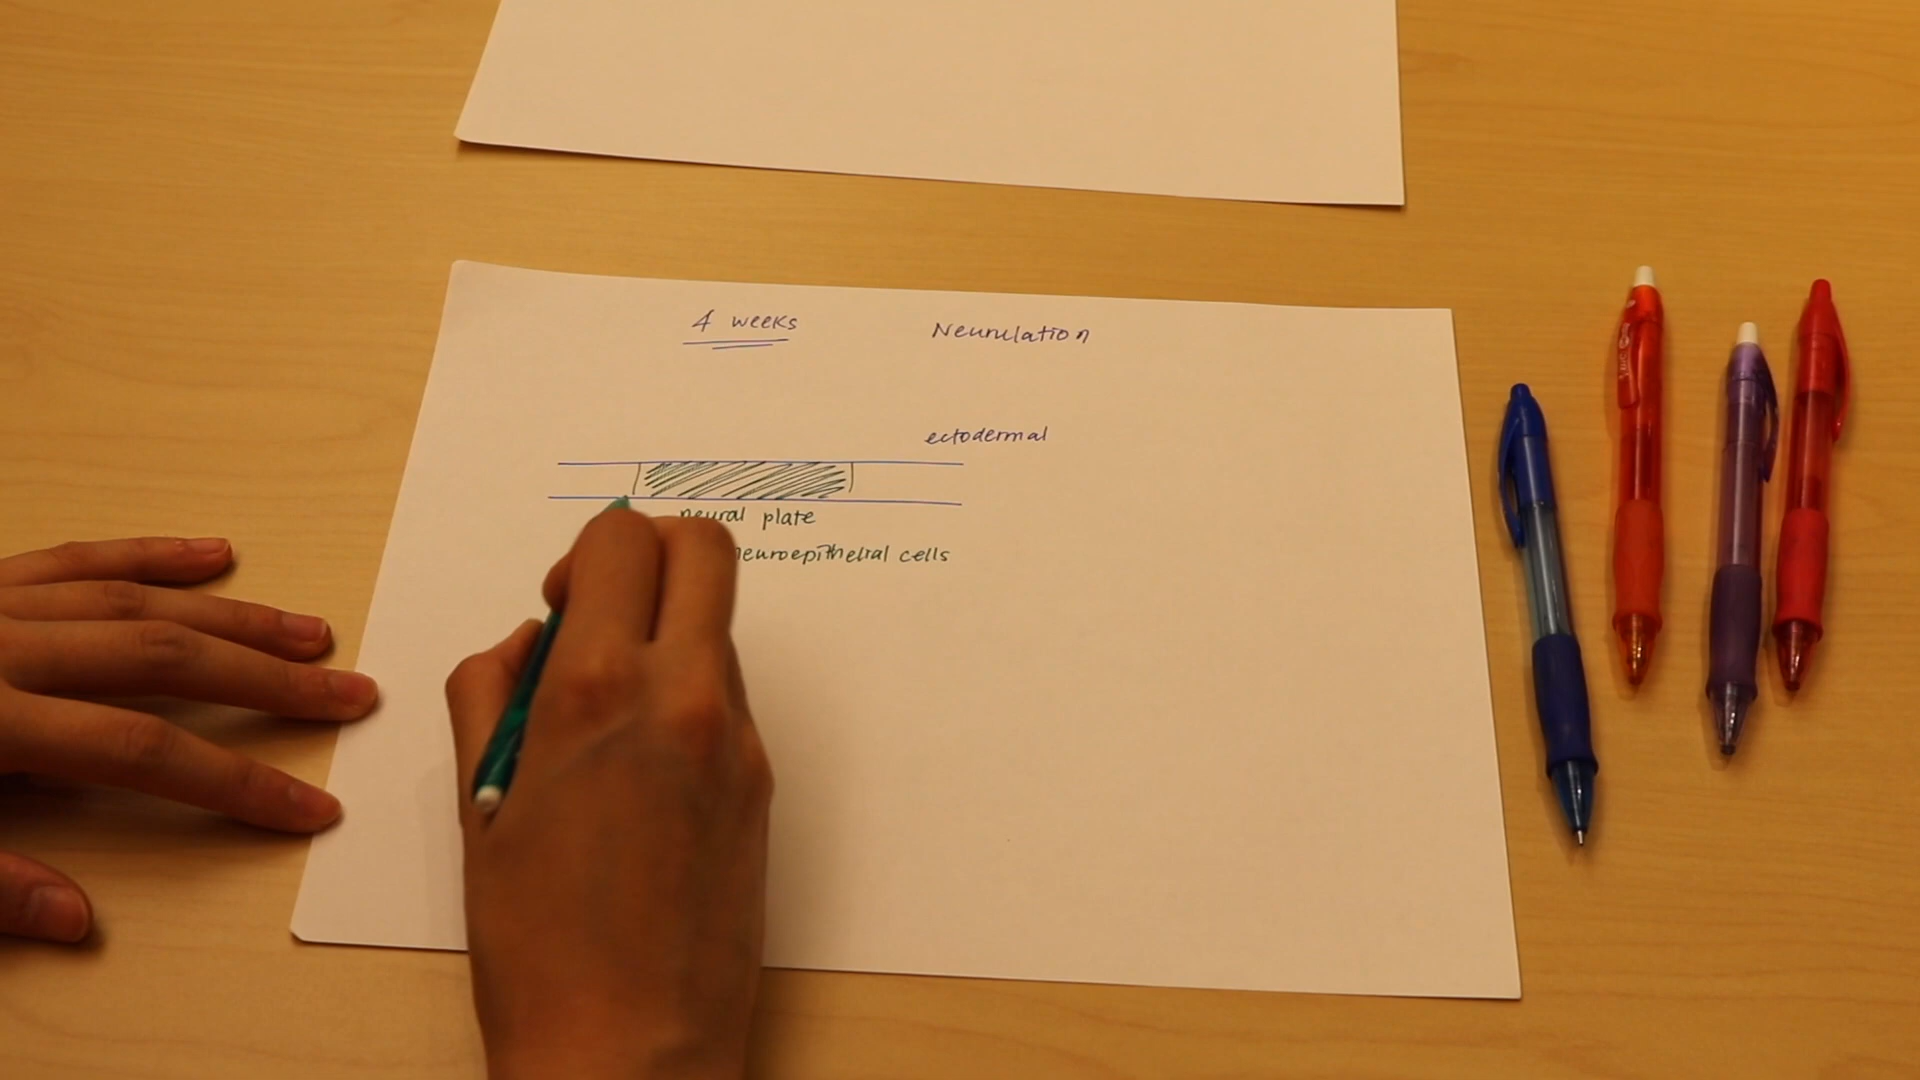 4 weeks
Neurulation
ectodermal
neural plate
neuroepithelial cells